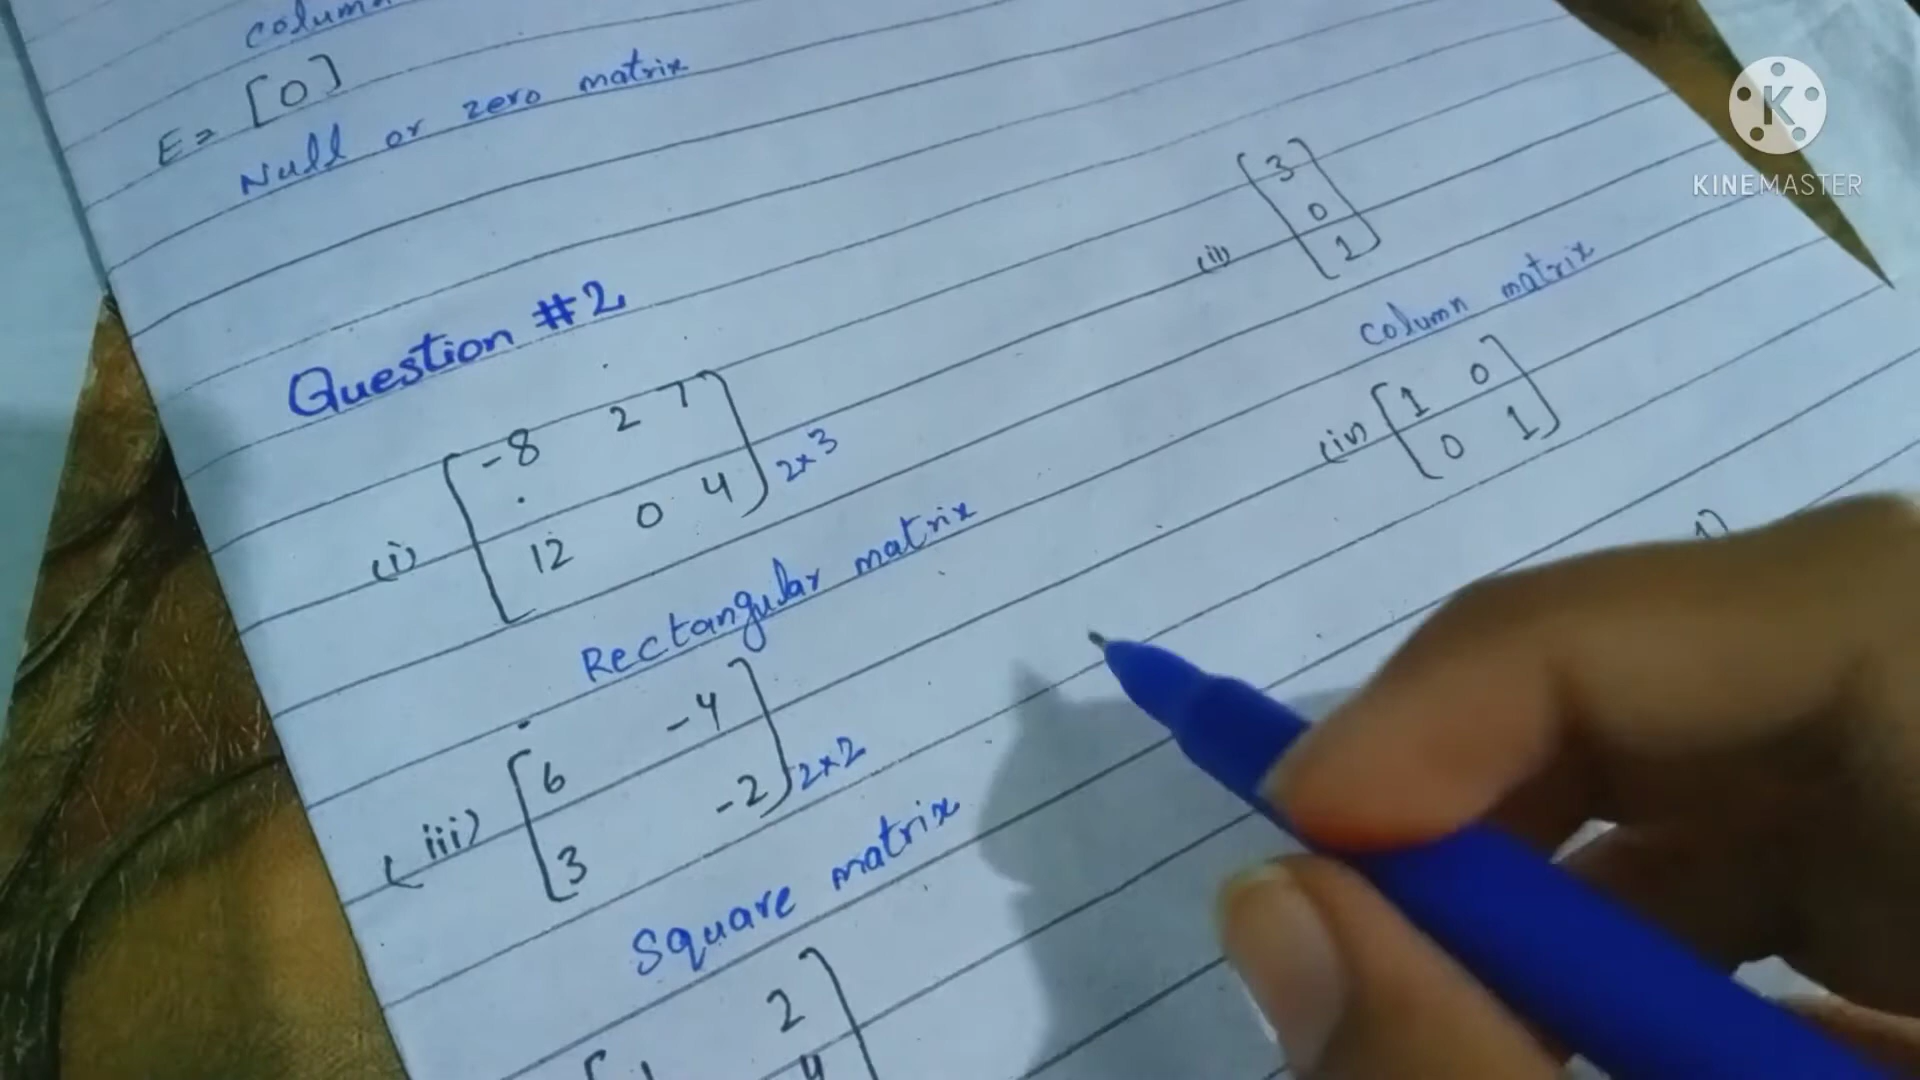 E = [0]
Null or zero matrix
Question #2
(i) [-8 2 7
12 0 4] 2×3
Rectangular matrix
(ii) [3
0
1]
column matrix
(iii) [6 -4
3 -2] 2×2
Square matrix
(iv) [1 0
0 1]
2
4
KINEMASTER